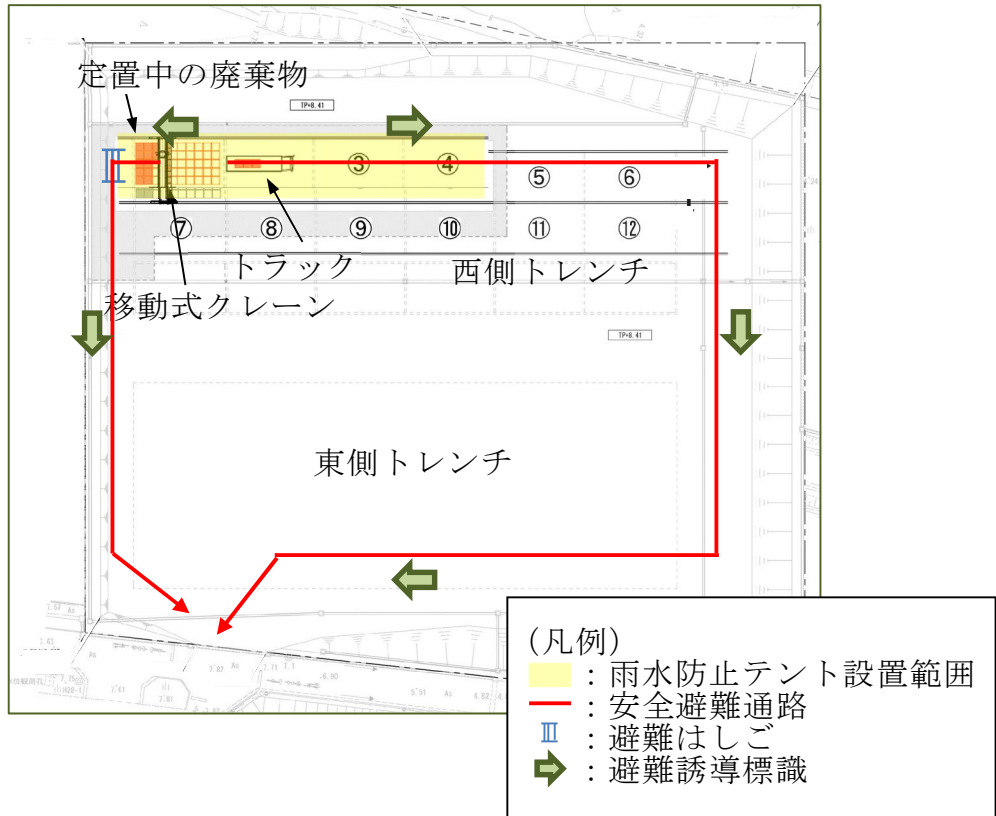 定置中の廃棄物
TP+8.41
③
④
⑤
⑥
⑦
⑧
⑨
⑩
⑪
⑫
トラック
西側トレンチ
移動式クレーン
TP+8.41
東側トレンチ
(凡例)
：雨水防止テント設置範囲
：安全避難通路
：避難はしご
：避難誘導標識